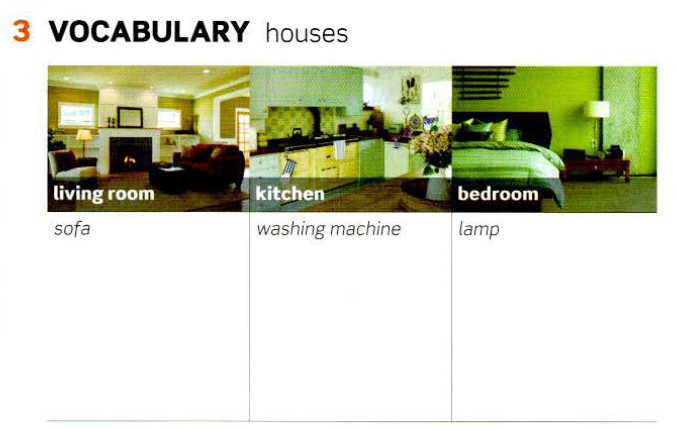 3 VOCABULARY houses
living room kitchen bedroom
sofa washing machine lamp